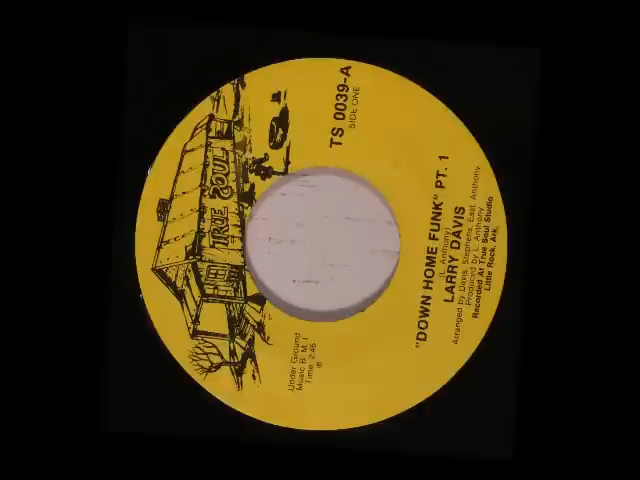 TRUE SOUL
TS 0039-A
SIDE ONE
Under Ground
Music B. M. I.
Time: 2:45
"DOWN HOME FUNK" PT. 1
(L. Anthony)
LARRY DAVIS
Arranged by Davis, Stephens, East, Anthony
Produced by L. Anthony
Recorded At True Soul Studio
Little Rock, Ark.